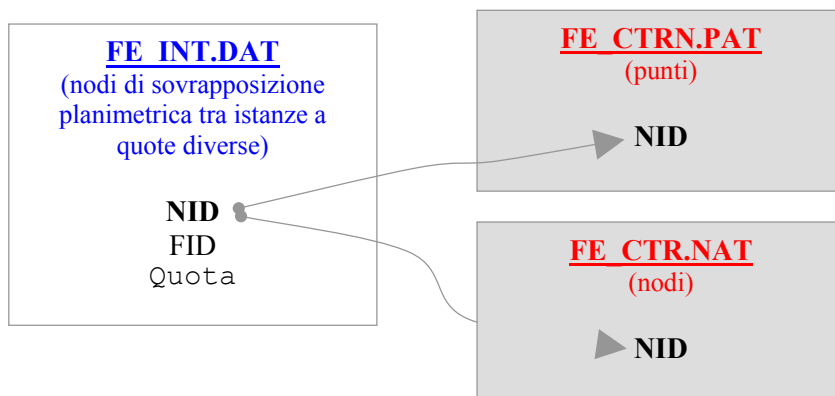 FE_INT.DAT
(nodi di sovrapposizione
planimetrica tra istanze a
quote diverse)
NID
FID
Quota
FE_CTRN.PAT
(punti)
NID
FE_CTR.NAT
(nodi)
NID